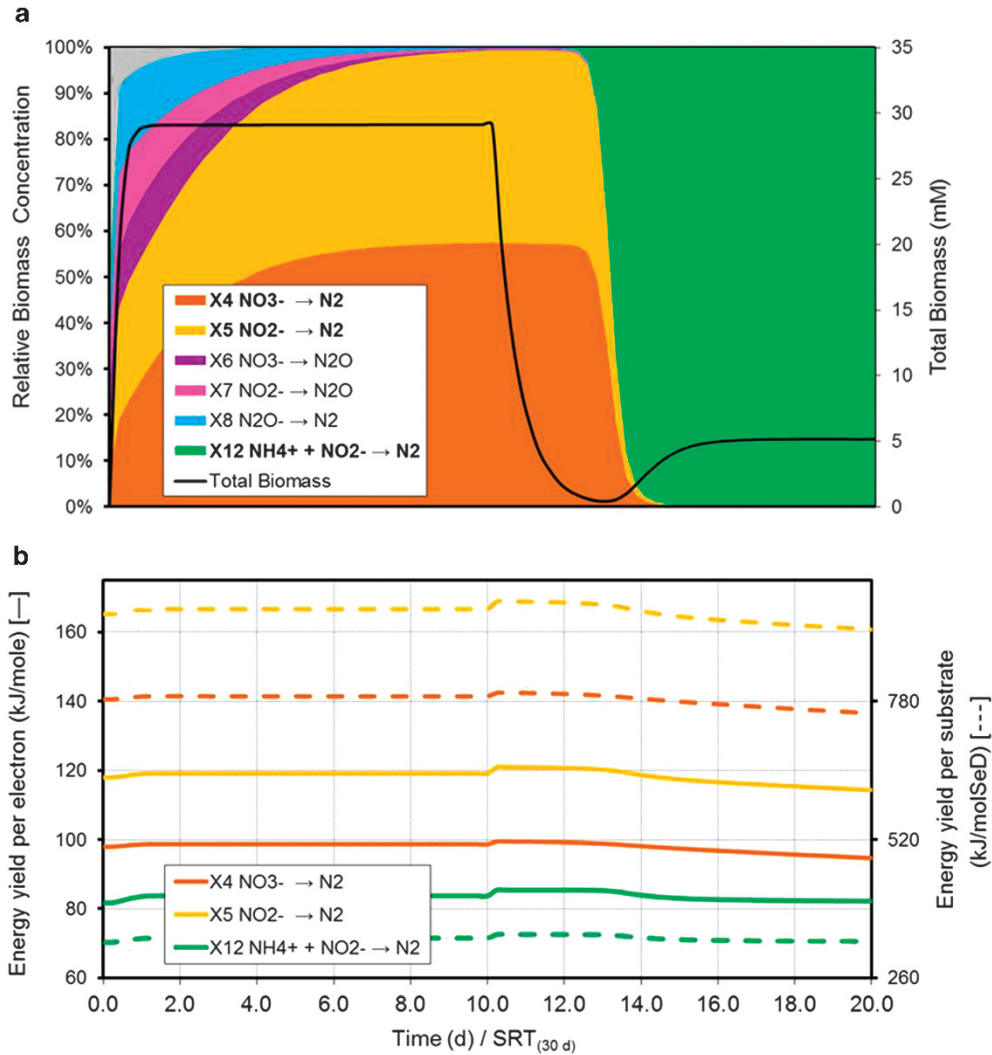 a
100%
90%
80%
70%
60%
50%
40%
30%
20%
10%
0%
Relative Biomass Concentration
35
30
25
20
15
10
5
0
Total Biomass (mM)
X4 NO3- → N2
X5 NO2- → N2
X6 NO3- → N2O
X7 NO2- → N2O
X8 N2O- → N2
X12 NH4+ + NO2- → N2
Total Biomass
b
160
140
120
100
80
60
Energy yield per electron (kJ/mole) [—]
780
520
260
Energy yield per substrate
(kJ/molSeD) [---]
X4 NO3- → N2
X5 NO2- → N2
X12 NH4+ + NO2- → N2
0.0 2.0 4.0 6.0 8.0 10.0 12.0 14.0 16.0 18.0 20.0
Time (d) / SRT(30 d)